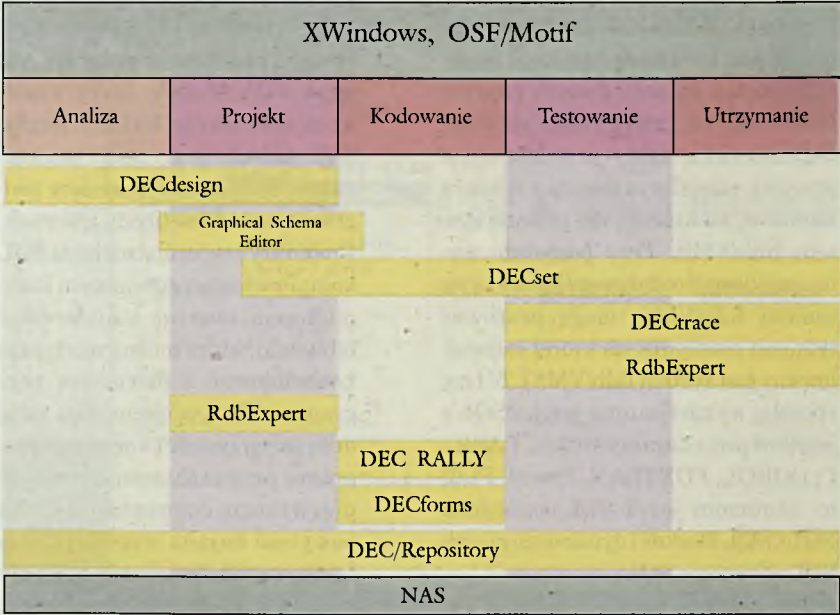 XWindows, OSF/Motif
Analiza Projekt Kodowanie Testowanie Utrzymanie
DECdesign
Graphical Schema
Editor
DECset
DECtrace
RdbExpert
RdbExpert
DEC RALLY
DECforms
DEC/Repository
NAS